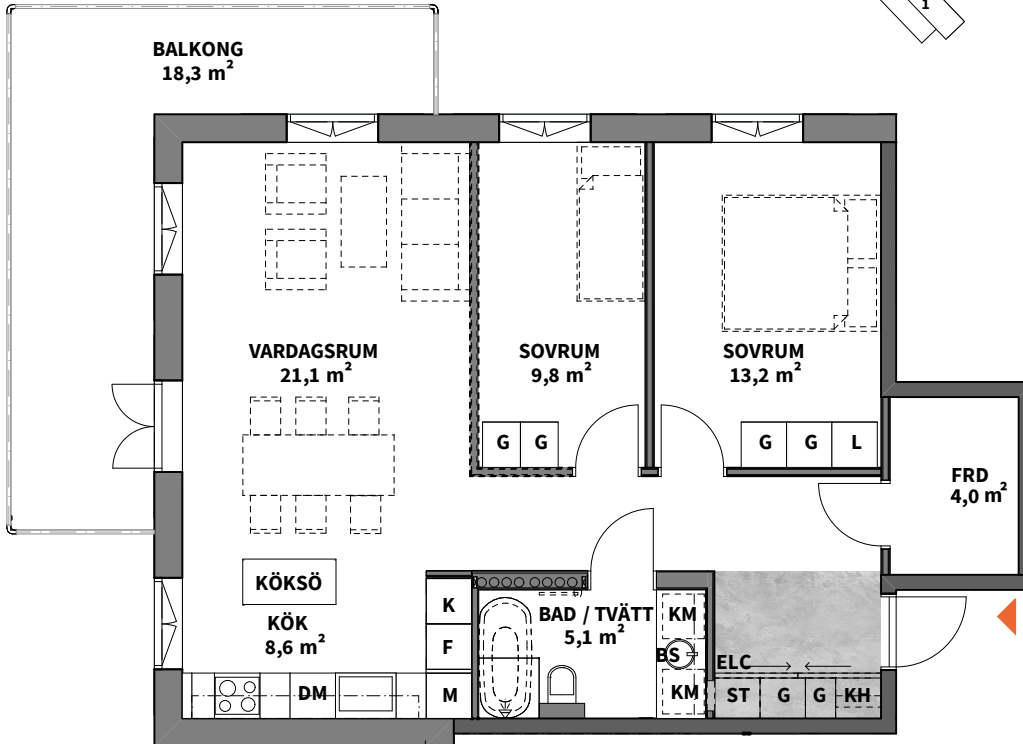 1
BALKONG
18,3 m²
VARDAGSRUM
21,1 m²
SOVRUM
9,8 m²
SOVRUM
13,2 m²
G G
G G L
FRD
4,0 m²
KÖKSÖ
KÖK
8,6 m²
K
F
M
DM
BAD / TVÄTT
5,1 m²
KM
BS
KM
ELC
ST G G KH